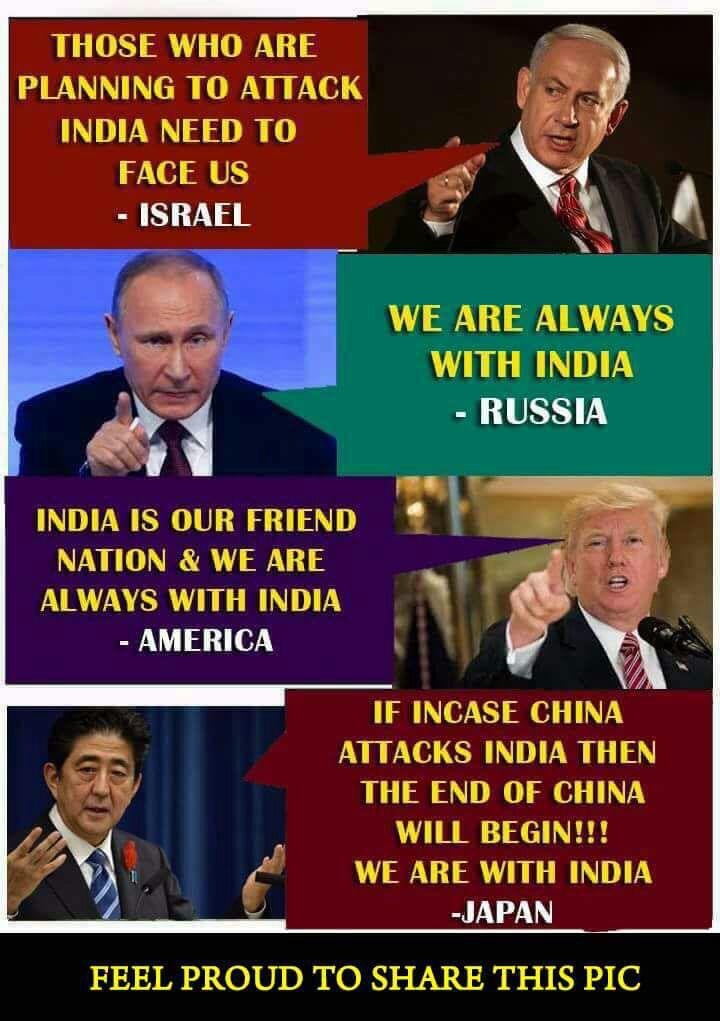 THOSE WHO ARE
PLANNING TO ATTACK
INDIA NEED TO
FACE US
- ISRAEL
WE ARE ALWAYS
WITH INDIA
- RUSSIA
INDIA IS OUR FRIEND
NATION & WE ARE
ALWAYS WITH INDIA
- AMERICA
IF INCASE CHINA
ATTACKS INDIA THEN
THE END OF CHINA
WILL BEGIN!!!
WE ARE WITH INDIA
-JAPAN
FEEL PROUD TO SHARE THIS PIC